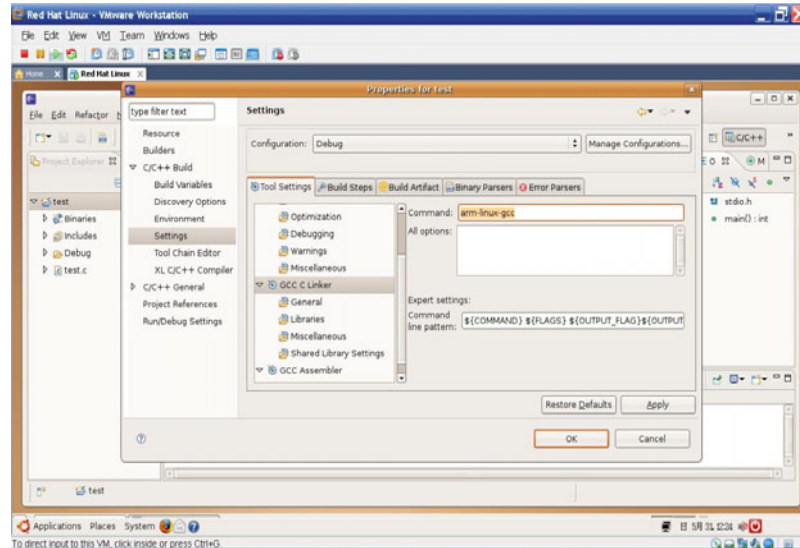 Red Hat Linux - VMware Workstation
File Edit View VM Team Windows Help
Home X Red Hat Linux X
Properties for test
File Edit Refactor
type filter text
Settings
Resource
Builders
C/C++ Build
Build Variables
Discovery Options
Environment
Settings
Tool Chain Editor
XL C/C++ Compiler
C/C++ General
Project References
Run/Debug Settings
Configuration: Debug
Manage Configurations...
Tool Settings Build Steps Build Artifact Binary Parsers Error Parsers
Optimization
Debugging
Warnings
Miscellaneous
GCC C Linker
General
Libraries
Miscellaneous
Shared Library Settings
GCC Assembler
Command: arm-linux-gcc
All options:
Expert settings:
Command
line pattern: ${COMMAND} ${FLAGS} ${OUTPUT_FLAG}${OUTPUT
Restore Defaults Apply
OK Cancel
Project Explorer
test
Binaries
Includes
Debug
test.c
C/C++
M
stdio.h
main() : int
test
Applications Places System
日 5月 31, 12:24
To direct input to this VM, click inside or press Ctrl+G.